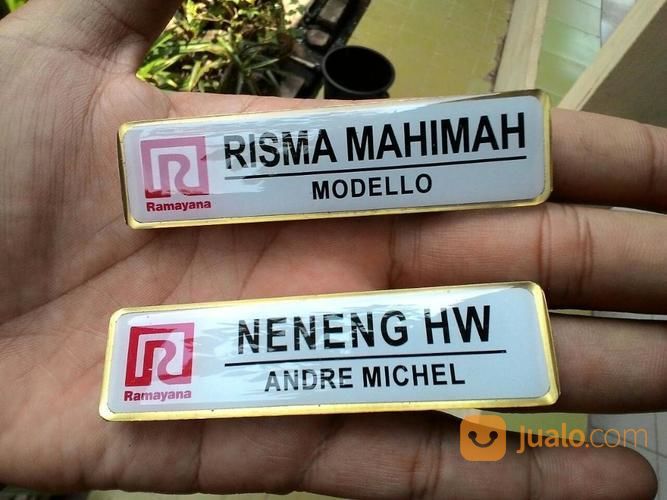 RISMA MAHIMAH
MODELLO
Ramayana
NENENG HW
ANDRE MICHEL
Ramayana
Jualo.com